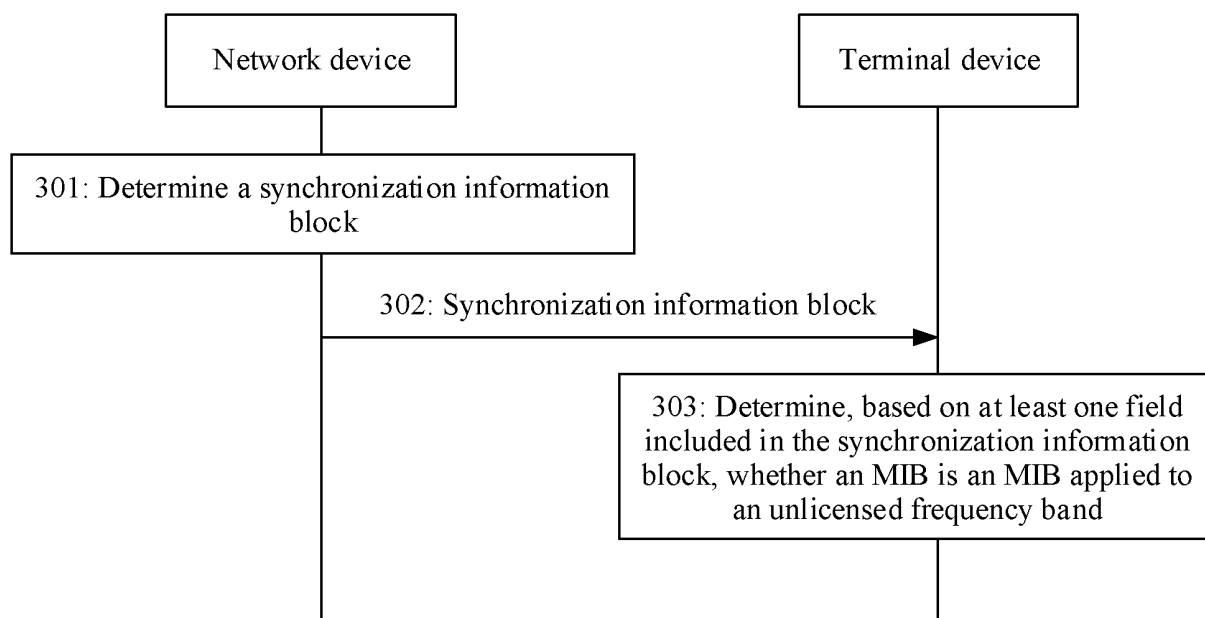 Network device
Terminal device
301: Determine a synchronization information
block
302: Synchronization information block
303: Determine, based on at least one field
included in the synchronization information
block, whether an MIB is an MIB applied to
an unlicensed frequency band